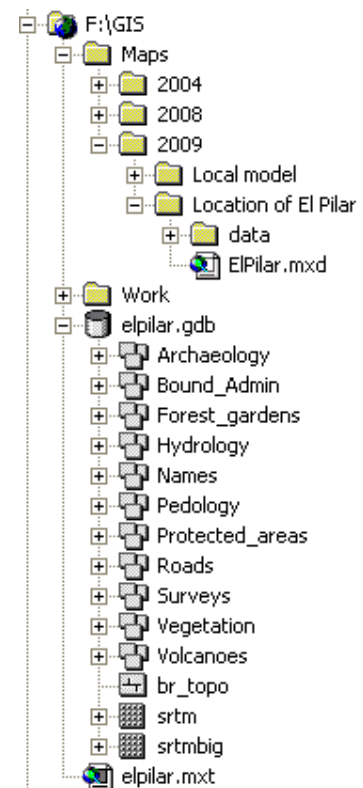 F:\GIS
Maps
2004
2008
2009
Local model
Location of El Pilar
data
ElPilar.mxd
Work
elpilar.gdb
Archaeology
Bound_Admin
Forest_gardens
Hydrology
Names
Pedology
Protected_areas
Roads
Surveys
Vegetation
Volcanoes
br_topo
srtm
srtmbig
elpilar.mxt